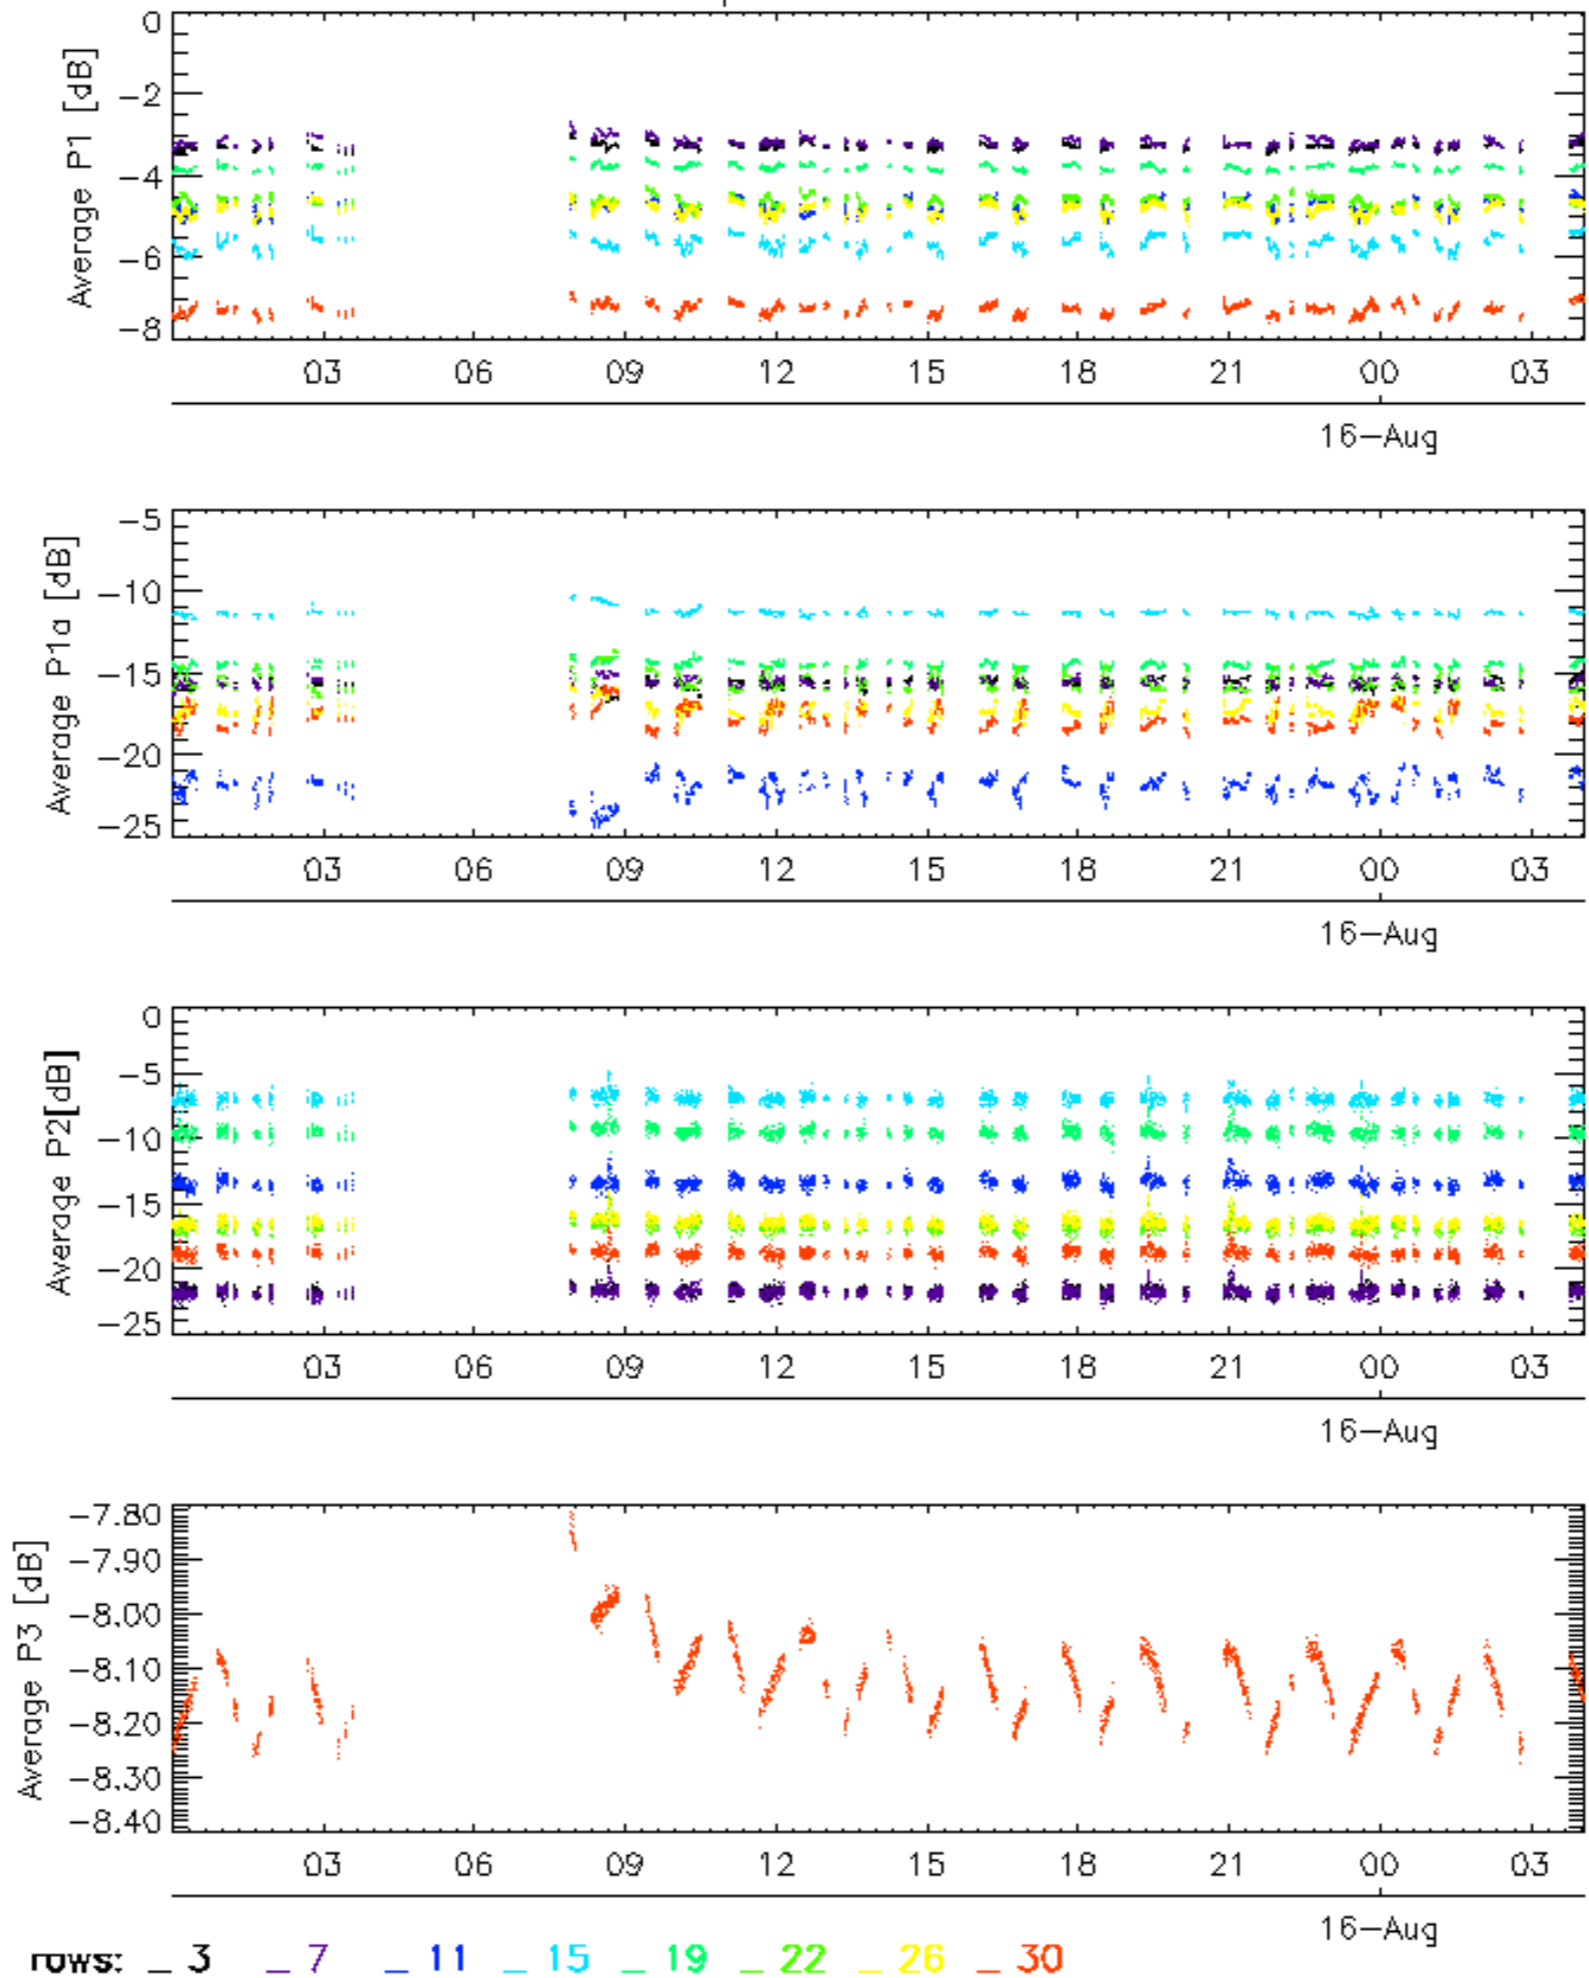 Average P1 [dB]
0
−2
−4
−6
−8
03 06 09 12 15 18 21 00 03
16−Aug
Average P1a [dB]
−5
−10
−15
−20
−25
03 06 09 12 15 18 21 00 03
16−Aug
Average P2[dB]
0
−5
−10
−15
−20
−25
03 06 09 12 15 18 21 00 03
16−Aug
Average P3 [dB]
−7.80
−7.90
−8.00
−8.10
−8.20
−8.30
−8.40
03 06 09 12 15 18 21 00 03
16−Aug
rows: _ 3 _ 7 _ 11 _ 15 _ 19 _ 22 _ 26 _ 30